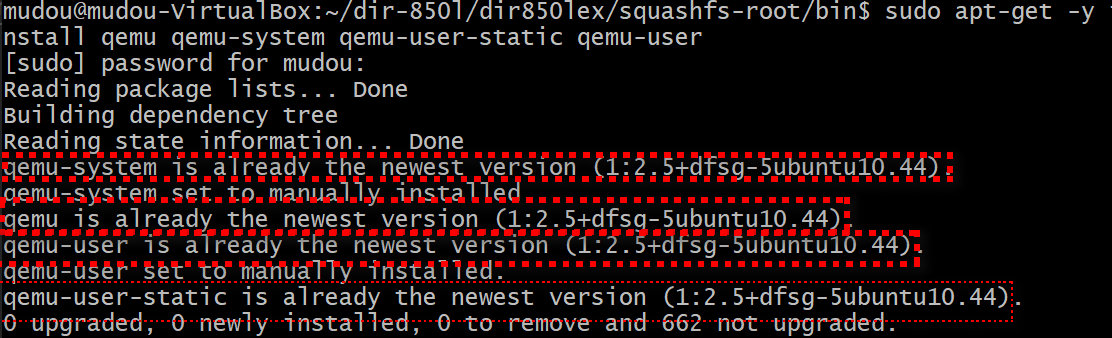 mudou@mudou-VirtualBox:~/dir-850l/dir850lex/squashfs-root/bin$ sudo apt-get -y
nstall qemu qemu-system qemu-user-static qemu-user
[sudo] password for mudou:
Reading package lists... Done
Building dependency tree
Reading state information... Done
qemu-system is already the newest version (1:2.5+dfsg-5ubuntu10.44).
qemu-system set to manually installed
qemu is already the newest version (1:2.5+dfsg-5ubuntu10.44).
qemu-user is already the newest version (1:2.5+dfsg-5ubuntu10.44).
qemu-user set to manually installed.
qemu-user-static is already the newest version (1:2.5+dfsg-5ubuntu10.44).
0 upgraded, 0 newly installed, 0 to remove and 662 not upgraded.